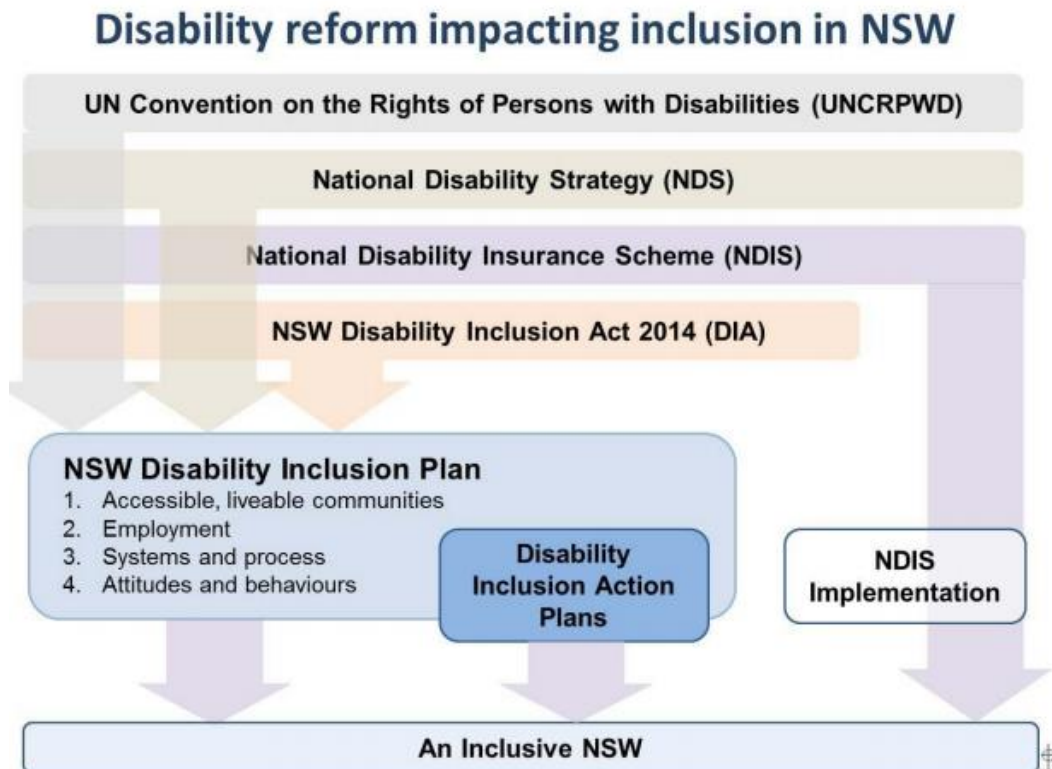 Disability reform impacting inclusion in NSW
UN Convention on the Rights of Persons with Disabilities (UNCRPWD)
National Disability Strategy (NDS)
National Disability Insurance Scheme (NDIS)
NSW Disability Inclusion Act 2014 (DIA)
NSW Disability Inclusion Plan
1. Accessible, liveable communities
2. Employment
3. Systems and process
4. Attitudes and behaviours
Disability
Inclusion Action
Plans
NDIS
Implementation
An Inclusive NSW